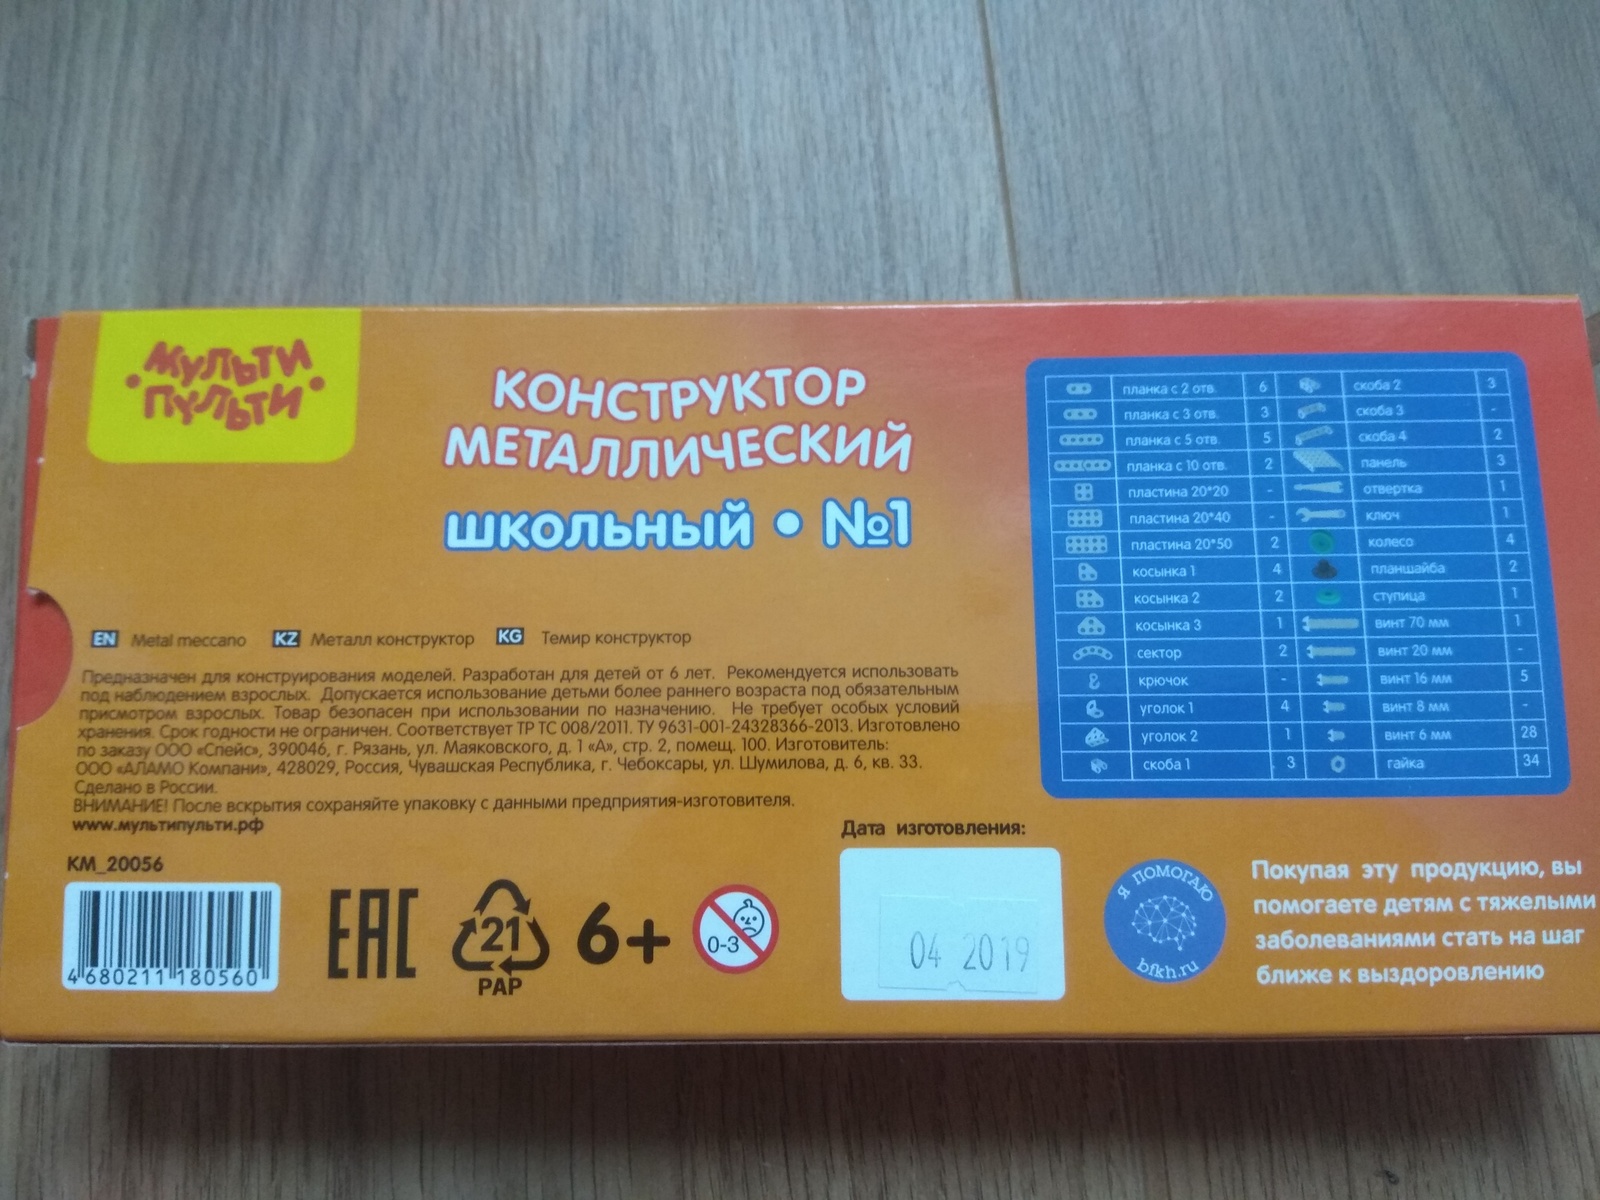 МУЛЬТИ
ПУЛЬТИ
КОНСТРУКТОР
МЕТАЛЛИЧЕСКИЙ
ШКОЛЬНЫЙ • №1
EN Metal meccano KZ Металл конструктор KG Темир конструктор
Предназначен для конструирования моделей. Разработан для детей от 6 лет. Рекомендуется использовать
под наблюдением взрослых. Допускается использование детьми более раннего возраста под обязательным
присмотром взрослых. Товар безопасен при использовании по назначению. Не требует особых условий
хранения. Срок годности не ограничен. Соответствует ТР ТС 008/2011. ТУ 9631-001-24328366-2013. Изготовлено
по заказу ООО «Спейс», 390046, г. Рязань, ул. Маяковского, д. 1 «А», стр. 2, помещ. 100. Изготовитель:
ООО «АЛАМО Компани», 428029, Россия, Чувашская Республика, г. Чебоксары, ул. Шумилова, д. 6, кв. 33.
Сделано в России.
ВНИМАНИЕ! После вскрытия сохраняйте упаковку с данными предприятия-изготовителя.
www.мультипульти.рф
КМ_20056
4 680211 180560
EAC
21
PAP
6+
0-3
планка с 2 отв. 6 скоба 2 3
планка с 3 отв. 3 скоба 3 -
планка с 5 отв. 5 скоба 4 2
планка с 10 отв. 2 панель 3
пластина 20*20 - отвертка 1
пластина 20*40 - ключ 1
пластина 20*50 2 колесо 4
косынка 1 4 планшайба 2
косынка 2 2 ступица 1
косынка 3 1 винт 70 мм 1
сектор 2 винт 20 мм -
крючок - винт 16 мм 5
уголок 1 4 винт 8 мм -
уголок 2 1 винт 6 мм 28
скоба 1 3 гайка 34
Дата изготовления:
04 2019
Я ПОМОГАЮ
bfkh.ru
Покупая эту продукцию, вы
помогаете детям с тяжелыми
заболеваниями стать на шаг
ближе к выздоровлению